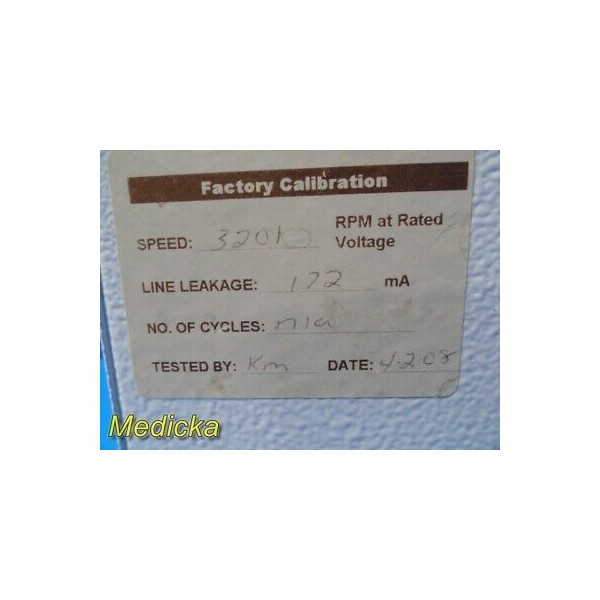 Factory Calibration
RPM at Rated
SPEED: Voltage
LINE LEAKAGE: 172 mA
NO. OF CYCLES: n/a
TESTED BY: Km DATE: 4-2-08
Medicka